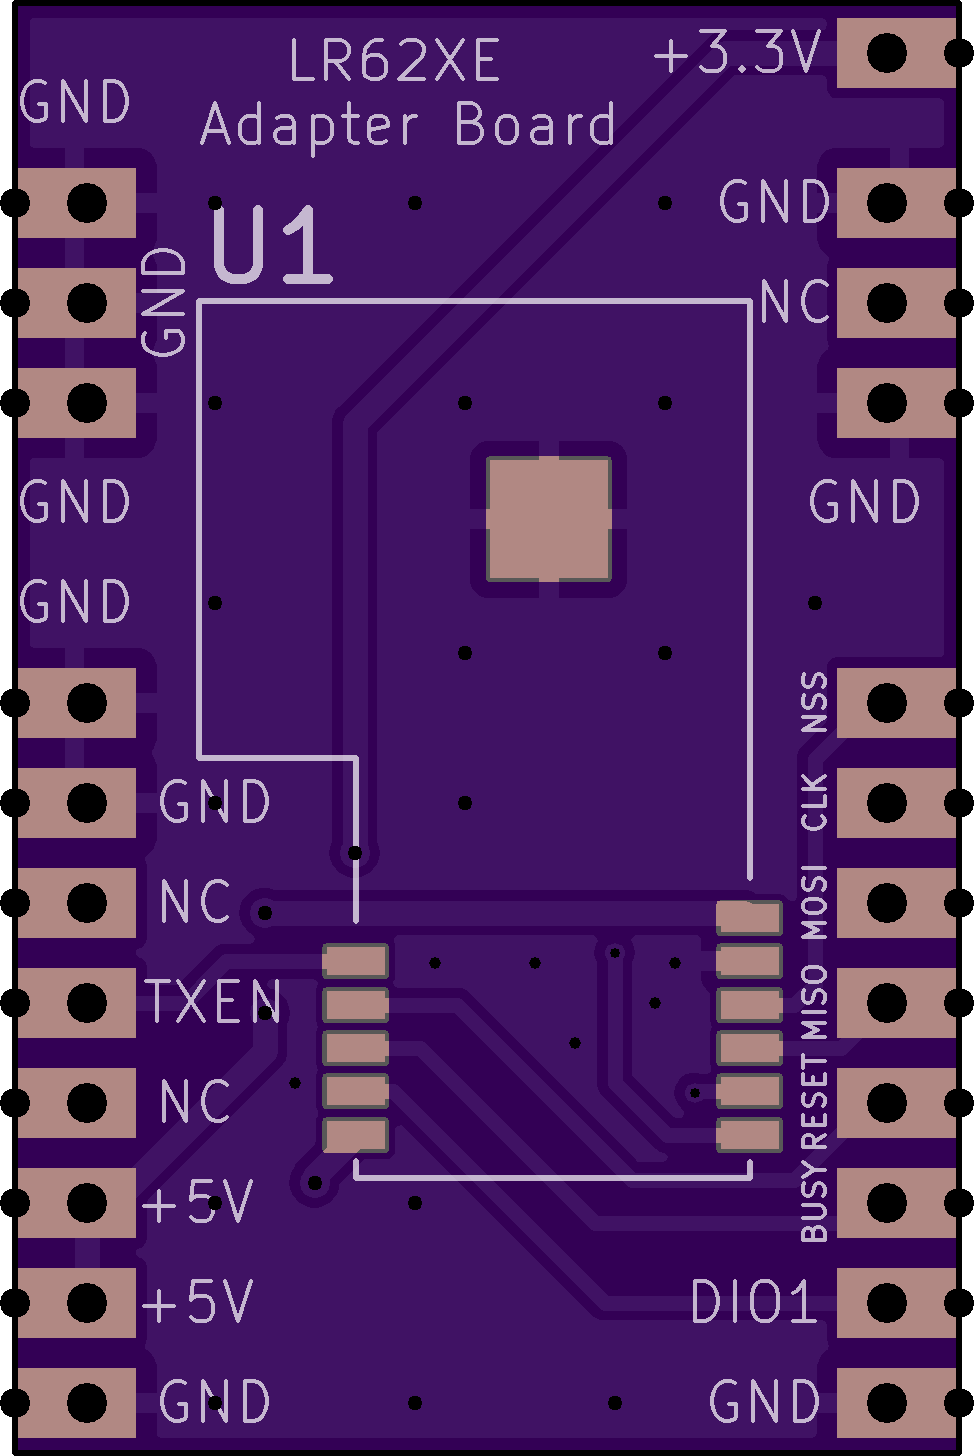 LR62XE
Adapter Board
+3.3V
GND
U1
GND
GND
NC
GND
GND
GND
NSS
GND
CLK
NC
MOSI
TXEN
MISO
NC
RESET
+5V
BUSY
+5V
DIO1
GND
GND